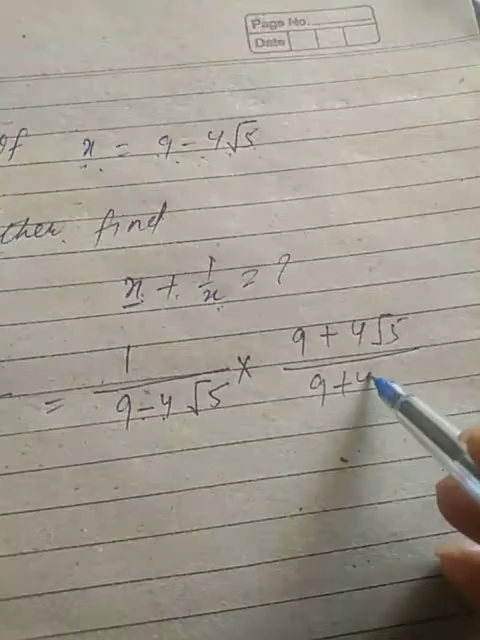 Page No.
Date
If x = 9 - 4√5
then find
x + 1/x = ?
= 1/(9 - 4√5) × (9 + 4√5)/(9 + 4